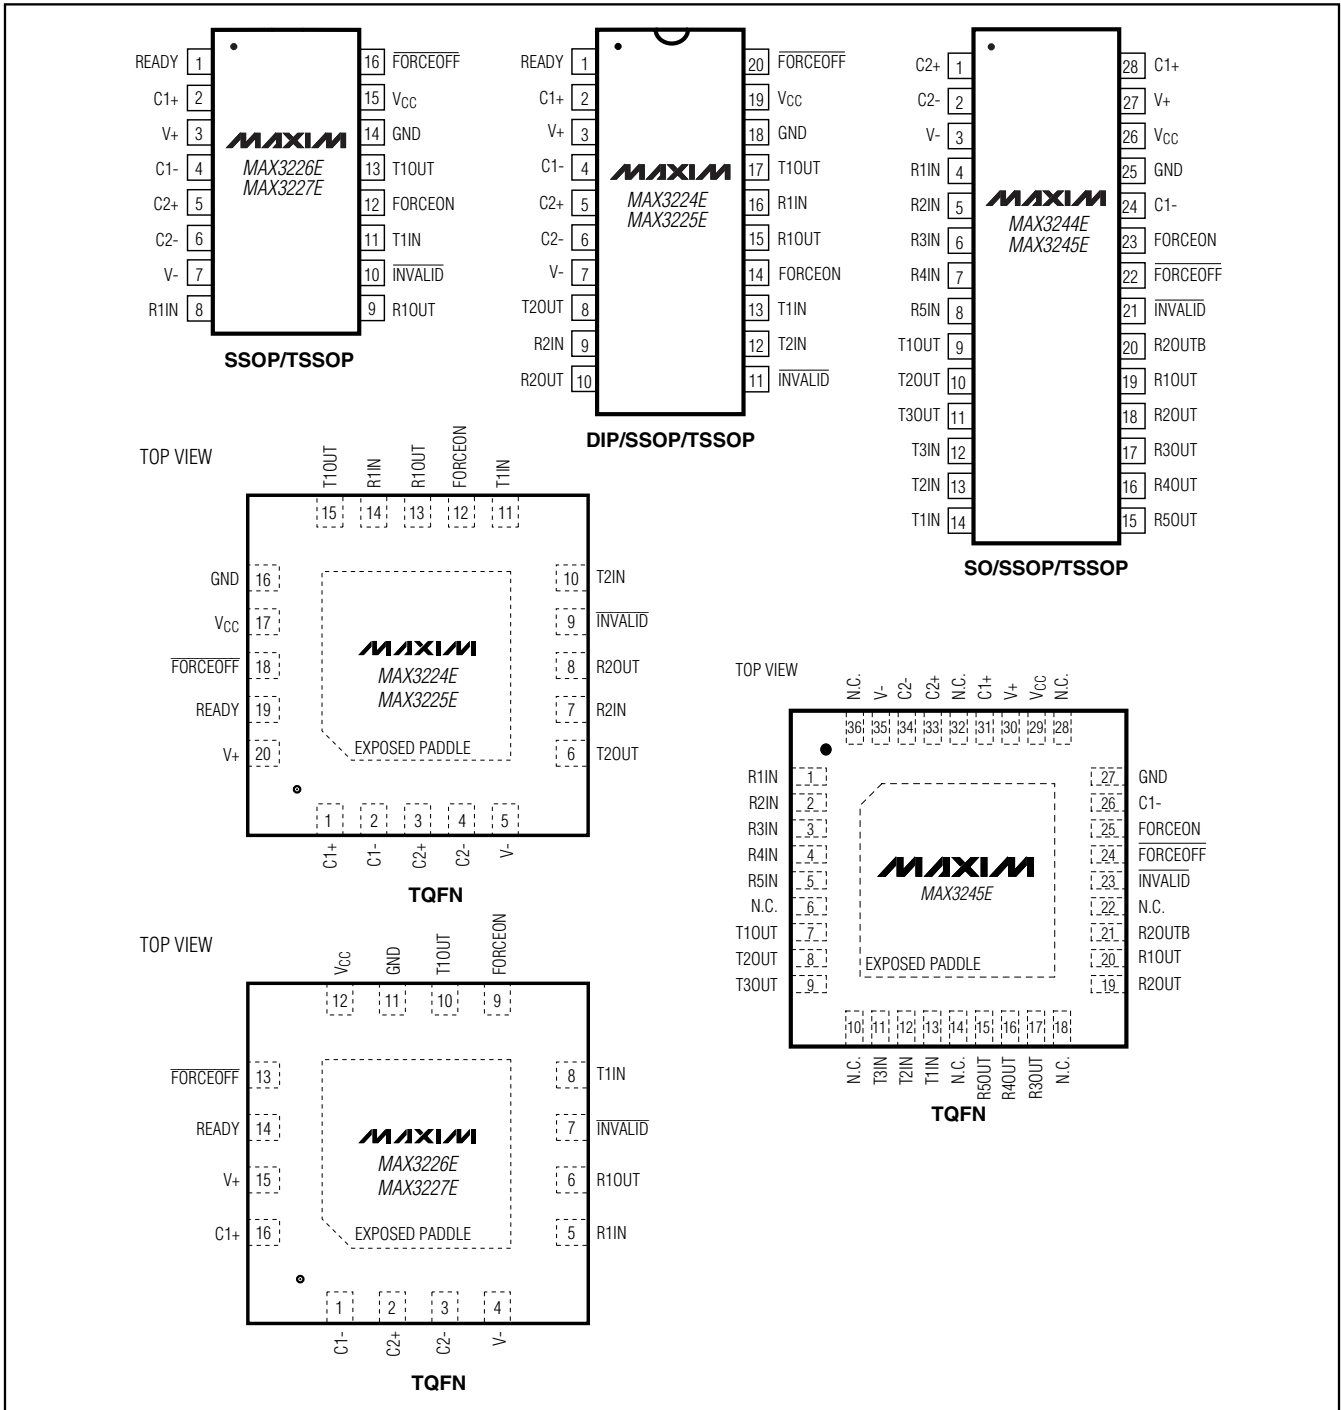 READY 1
C1+ 2
V+ 3
C1- 4
C2+ 5
C2- 6
V- 7
R1IN 8
MAXIM
MAX3226E
MAX3227E
16 FORCEOFF
15 VCC
14 GND
13 T1OUT
12 FORCEON
11 T1IN
10 INVALID
9 R1OUT
SSOP/TSSOP
READY 1
C1+ 2
V+ 3
C1- 4
C2+ 5
C2- 6
V- 7
T2OUT 8
R2IN 9
R2OUT 10
MAXIM
MAX3224E
MAX3225E
20 FORCEOFF
19 VCC
18 GND
17 T1OUT
16 R1IN
15 R1OUT
14 FORCEON
13 T1IN
12 T2IN
11 INVALID
DIP/SSOP/TSSOP
C2+ 1
C2- 2
V- 3
R1IN 4
R2IN 5
R3IN 6
R4IN 7
R5IN 8
T1OUT 9
T2OUT 10
T3OUT 11
T3IN 12
T2IN 13
T1IN 14
MAXIM
MAX3244E
MAX3245E
28 C1+
27 V+
26 VCC
25 GND
24 C1-
23 FORCEON
22 FORCEOFF
21 INVALID
20 R2OUTB
19 R1OUT
18 R2OUT
17 R3OUT
16 R4OUT
15 R5OUT
SO/SSOP/TSSOP
TOP VIEW
T1OUT R1IN R1OUT FORCEON T1IN
15 14 13 12 11
GND 16
VCC 17
FORCEOFF 18
READY 19
V+ 20
MAXIM
MAX3224E
MAX3225E
EXPOSED PADDLE
10 T2IN
9 INVALID
8 R2OUT
7 R2IN
6 T2OUT
1 2 3 4 5
C1+ C1- C2+ C2- V-
TQFN
TOP VIEW
N.C. V- C2- C2+ N.C. C1+ V+ VCC N.C.
36 35 34 33 32 31 30 29 28
R1IN 1
R2IN 2
R3IN 3
R4IN 4
R5IN 5
N.C. 6
T1OUT 7
T2OUT 8
T3OUT 9
MAXIM
MAX3245E
EXPOSED PADDLE
27 GND
26 C1-
25 FORCEON
24 FORCEOFF
23 INVALID
22 N.C.
21 R2OUTB
20 R1OUT
19 R2OUT
10 11 12 13 14 15 16 17 18
N.C. T3IN T2IN T1IN N.C. R5OUT R4OUT R3OUT N.C.
TQFN
TOP VIEW
VCC GND T1OUT FORCEON
12 11 10 9
FORCEOFF 13
READY 14
V+ 15
C1+ 16
MAXIM
MAX3226E
MAX3227E
EXPOSED PADDLE
8 T1IN
7 INVALID
6 R1OUT
5 R1IN
1 2 3 4
C1- C2+ C2- V-
TQFN